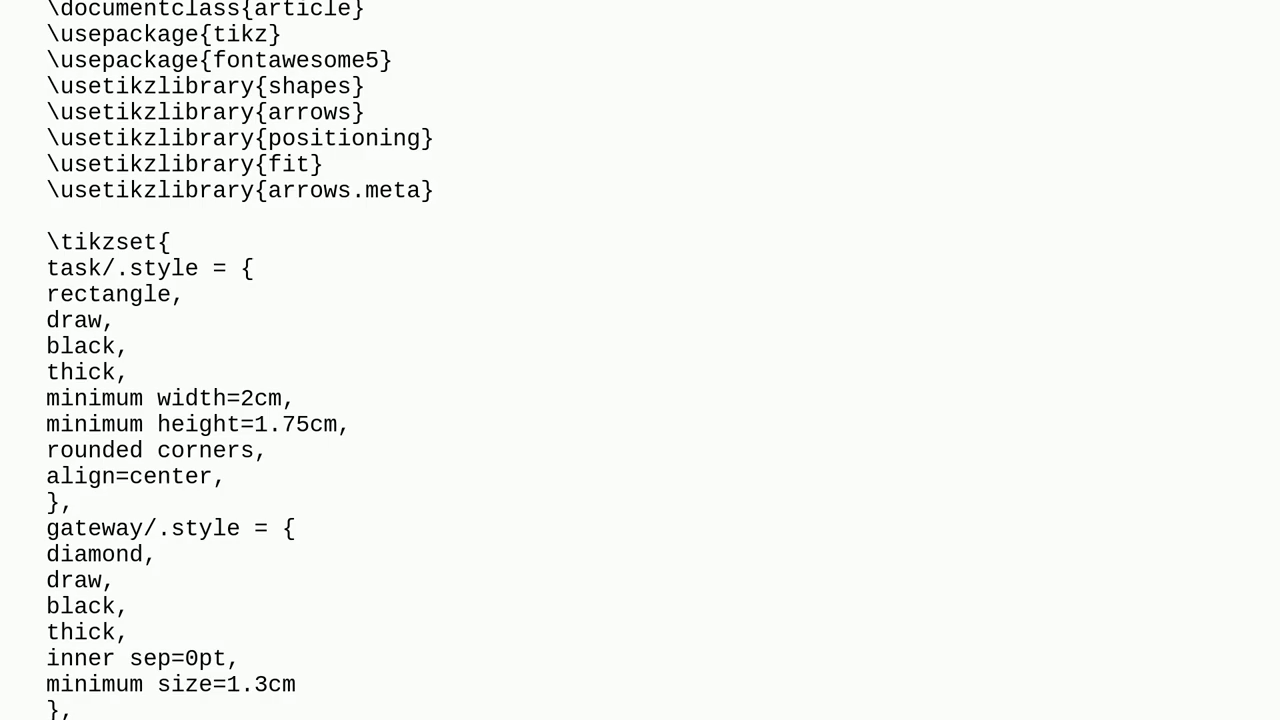 \documentclass{article}
\usepackage{tikz}
\usepackage{fontawesome5}
\usetikzlibrary{shapes}
\usetikzlibrary{arrows}
\usetikzlibrary{positioning}
\usetikzlibrary{fit}
\usetikzlibrary{arrows.meta}

\tikzset{
task/.style = {
rectangle,
draw,
black,
thick,
minimum width=2cm,
minimum height=1.75cm,
rounded corners,
align=center,
},
gateway/.style = {
diamond,
draw,
black,
thick,
inner sep=0pt,
minimum size=1.3cm
},